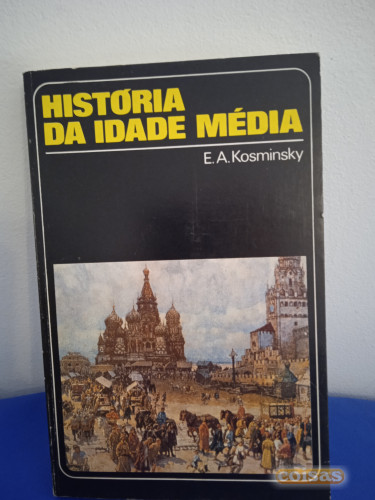 HISTÓRIA
DA IDADE MÉDIA
E. A. Kosminsky
coisas